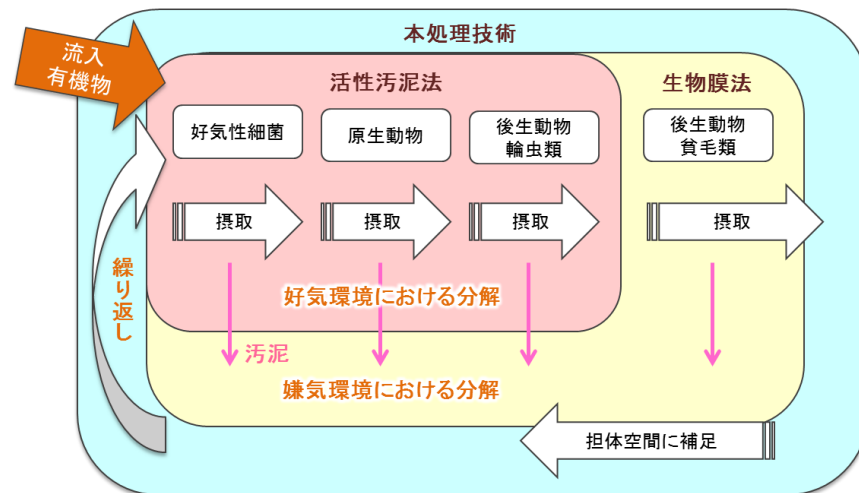 本処理技術
流入
有機物
活性汚泥法
生物膜法
好気性細菌
原生動物
後生動物
輪虫類
後生動物
貧毛類
摂取
摂取
摂取
摂取
繰り返し
好気環境における分解
汚泥
嫌気環境における分解
担体空間に補足